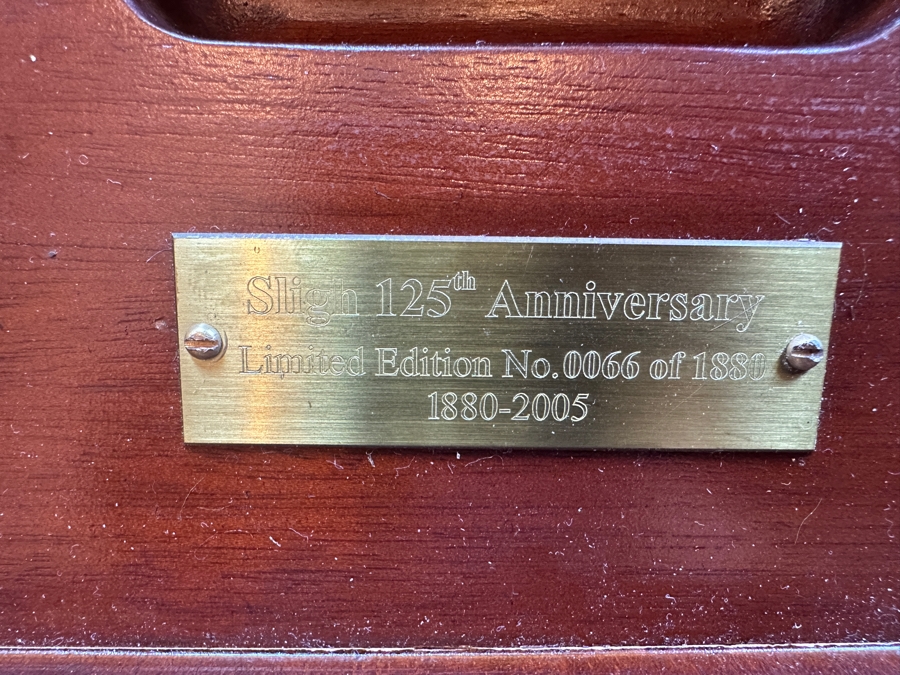 Sligh 125th Anniversary
Limited Edition No.0066 of 1880
1880-2005